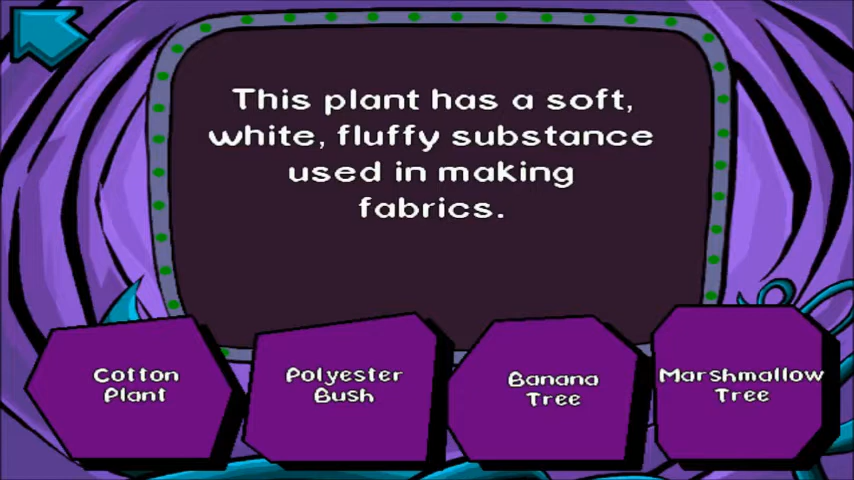 This plant has a soft,
white, fluffy substance
used in making
fabrics.
Cotton
Plant
Polyester
Bush
Banana
Tree
Marshmallow
Tree